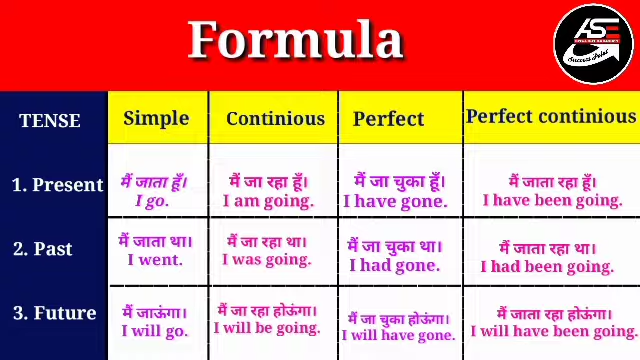 Formula
ASE
Success Point
TENSE Simple Continious Perfect Perfect continious
1. Present
मैं जाता हूँ।
I go.
मैं जा रहा हूँ।
I am going.
मैं जा चुका हूँ।
I have gone.
मैं जाता रहा हूँ।
I have been going.
2. Past
मैं जाता था।
I went.
मैं जा रहा था।
I was going.
मैं जा चुका था।
I had gone.
मैं जाता रहा था।
I had been going.
3. Future
मैं जाऊंगा।
I will go.
मैं जा रहा होऊंगा।
I will be going.
मैं जा चुका होऊंगा।
I will have gone.
मैं जाता रहा होऊंगा।
I will have been going.